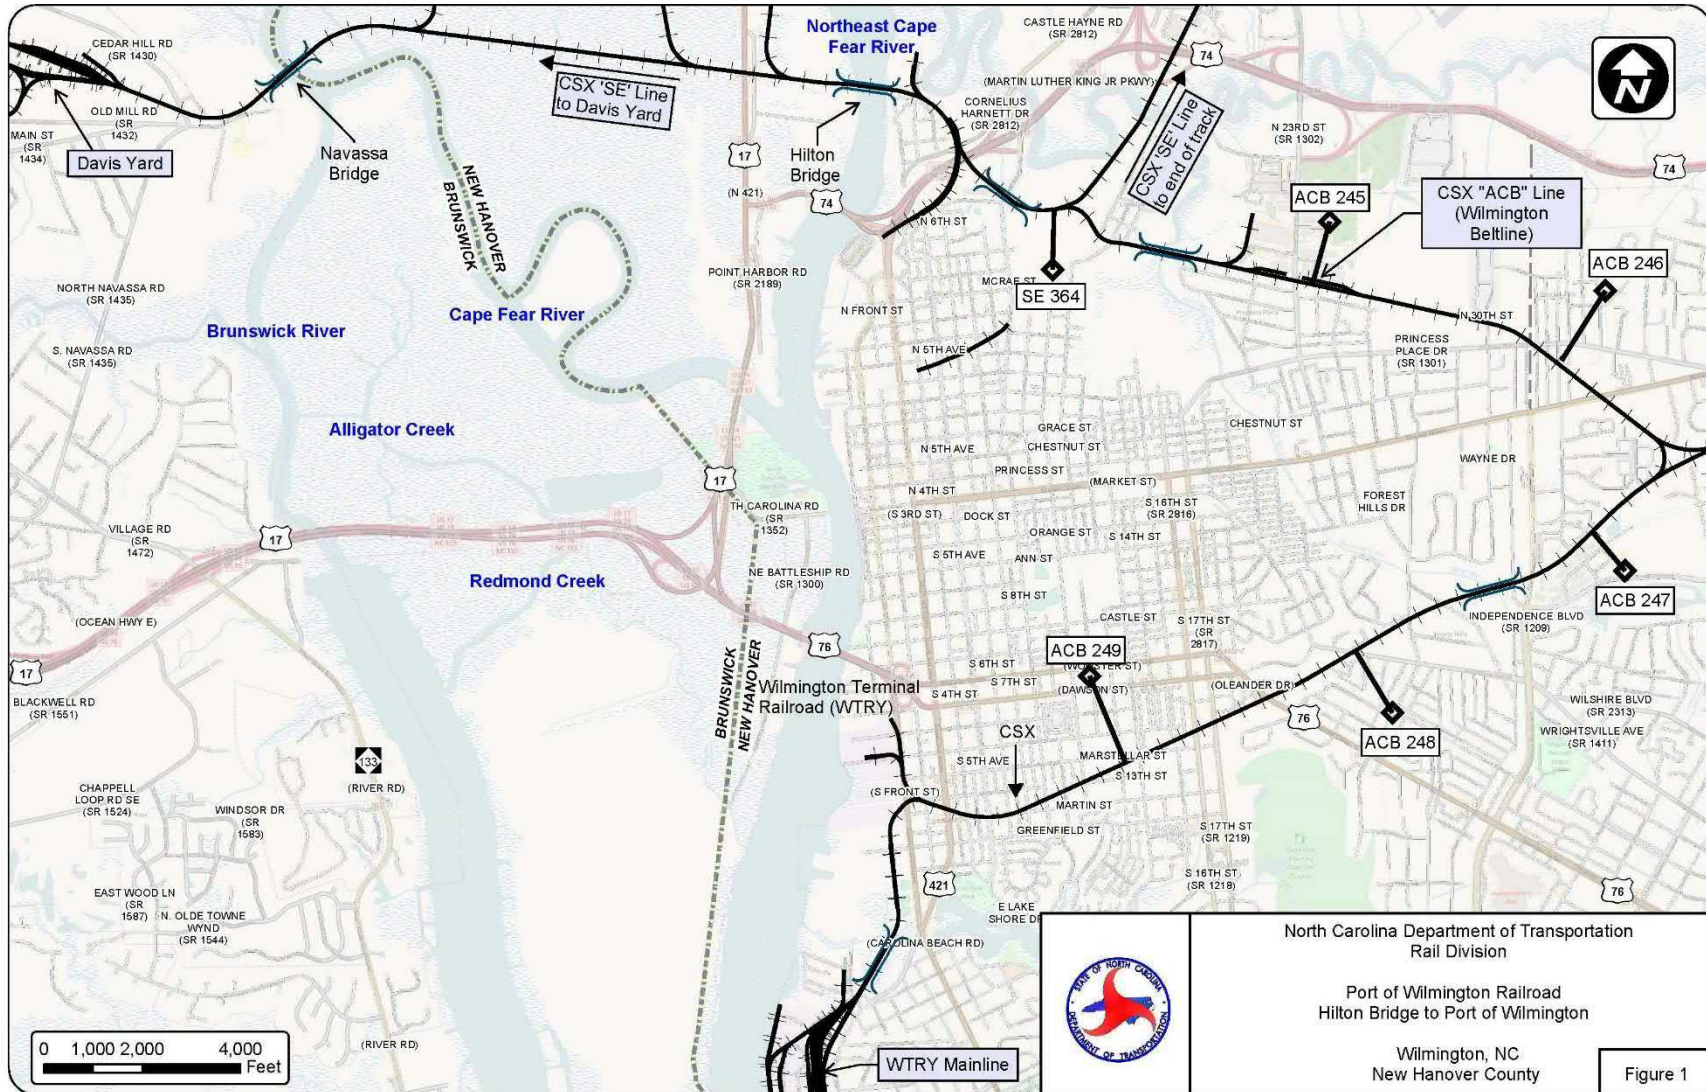 CEDAR HILL RD
(SR 1430)
OLD MILL RD
(SR
1432)
MAIN ST
(SR
1434)
Davis Yard
Navassa
Bridge
CSX 'SE' Line
to Davis Yard
Northeast Cape
Fear River
Hilton
Bridge
CASTLE HAYNE RD
(SR 2812)
74
(MARTIN LUTHER KING JR PKWY)
CORNELIUS
HARNETT DR
(SR 2812)
CSX 'SE' Line
to end of track
N 23RD ST
(SR 1302)
74
N
17
(N 421)
74
N 6TH ST
NEW HANOVER
BRUNSWICK
ACB 245
CSX "ACB" Line
(Wilmington
Beltline)
ACB 246
SE 364
MCRAE ST
POINT HARBOR RD
(SR 2189)
NORTH NAVASSA RD
(SR 1435)
Brunswick River
Cape Fear River
N FRONT ST
N 30TH ST
S. NAVASSA RD
(SR 1435)
N 5TH AVE
PRINCESS
PLACE DR
(SR 1301)
Alligator Creek
GRACE ST
CHESTNUT ST
CHESTNUT ST
N 5TH AVE
PRINCESS ST
WAYNE DR
(MARKET ST)
N 4TH ST
17
(S 3RD ST)
DOCK ST
S 16TH ST
(SR 2816)
FOREST
HILLS DR
TH CAROLINA RD
(SR
1352)
VILLAGE RD
(SR
1472)
17
ORANGE ST
S 14TH ST
S 5TH AVE
ANN ST
Redmond Creek
NE BATTLESHIP RD
(SR 1300)
S 8TH ST
ACB 247
(OCEAN HWY E)
CASTLE ST
S 17TH ST
(SR
2817)
INDEPENDENCE BLVD
(SR 1209)
76
BRUNSWICK
NEW HANOVER
17
ACB 249
S 6TH ST
(WOOSTER ST)
S 7TH ST
(DAWSON ST)
S 4TH ST
(OLEANDER DR)
Wilmington Terminal
Railroad (WTRY)
BLACKWELL RD
(SR 1551)
WILSHIRE BLVD
(SR 2313)
76
WRIGHTSVILLE AVE
(SR 1411)
ACB 248
CSX
133
(RIVER RD)
S 5TH AVE
MARSTELLAR ST
S 13TH ST
CHAPPELL
LOOP RD SE
(SR 1524)
WINDSOR DR
(SR
1583)
(S FRONT ST)
MARTIN ST
GREENFIELD ST
S 17TH ST
(SR 1219)
S 16TH ST
(SR 1218)
421
76
EAST WOOD LN
(SR
1587)
N. OLDE TOWNE
WYND
(SR 1544)
E LAKE
SHORE DR
(CAROLINA BEACH RD)
(RIVER RD)
0 1,000 2,000 4,000
Feet
WTRY Mainline
STATE OF NORTH CAROLINA
DEPARTMENT OF TRANSPORTATION
North Carolina Department of Transportation
Rail Division
Port of Wilmington Railroad
Hilton Bridge to Port of Wilmington
Wilmington, NC
New Hanover County
Figure 1